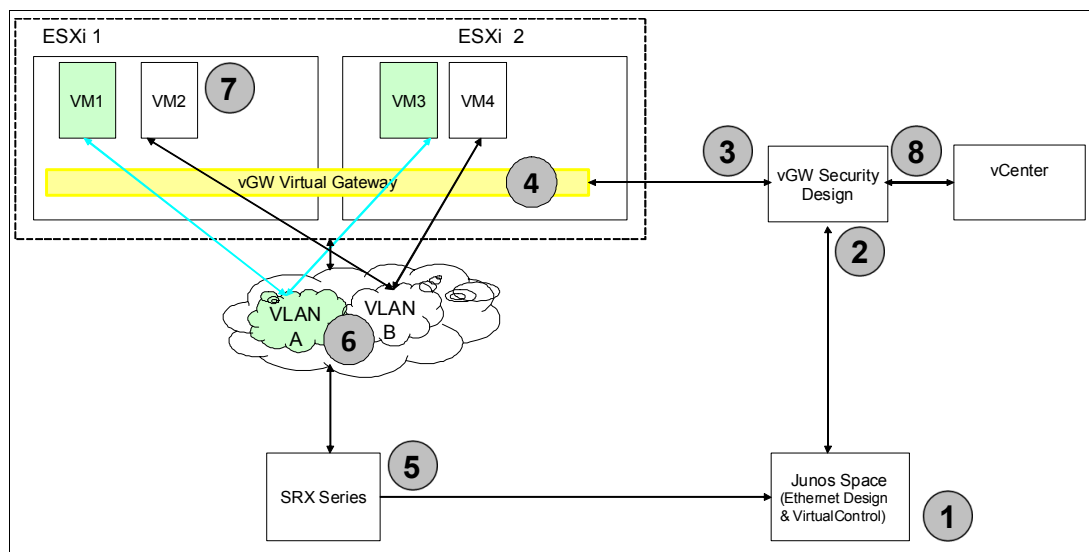 ESXi 1
ESXi 2
VM1
VM2
7
VM3
VM4
vGW Virtual Gateway
4
3
vGW Security
Design
8
vCenter
2
VLAN
A
VLAN
B
6
5
SRX Series
Junos Space
(Ethernet Design
& VirtualControl)
1